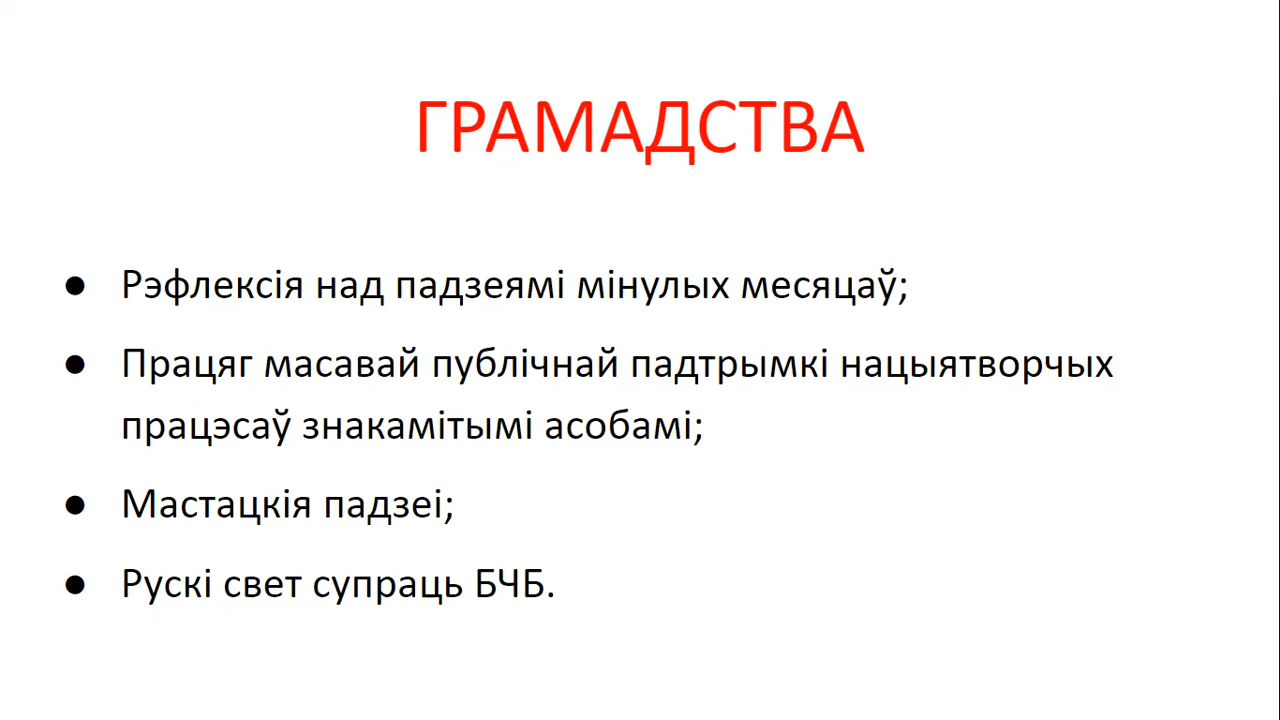 ГРАМАДСТВА
● Рэфлексія над падзеямі мінулых месяцаў;
● Працяг масавай публічнай падтрымкі нацыятворчых
працэсаў знакамітымі асобамі;
● Мастацкія падзеі;
● Рускі свет супраць БЧБ.